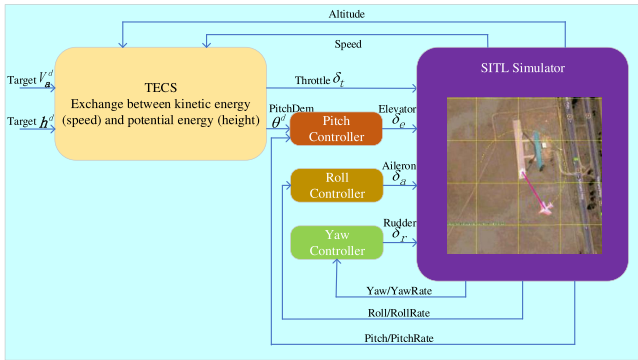 Altitude
Speed
Target V_a^d
Target h^d
TECS
Exchange between kinetic energy
(speed) and potential energy (height)
Throttle δ_t
PitchDem
θ^d
Pitch
Controller
Elevator
δ_e
Roll
Controller
Aileron
δ_a
Yaw
Controller
Rudder
δ_r
SITL Simulator
Yaw/YawRate
Roll/RollRate
Pitch/PitchRate